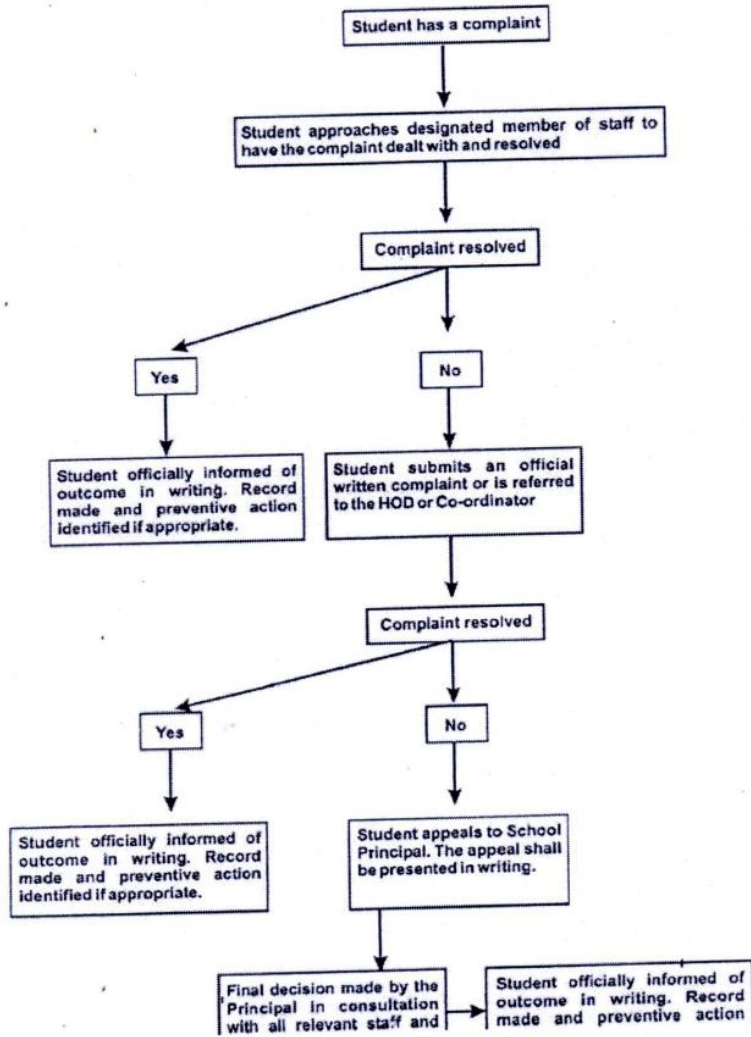 Student has a complaint
Student approaches designated member of staff to
have the complaint dealt with and resolved
Complaint resolved
Yes
No
Student officially informed of
outcome in writing. Record
made and preventive action
identified if appropriate.
Student submits an official
written complaint or is referred
to the HOD or Co-ordinator
Complaint resolved
Yes
No
Student officially informed of
outcome in writing. Record
made and preventive action
identified if appropriate.
Student appeals to School
Principal. The appeal shall
be presented in writing.
Final decision made by the
Principal in consultation
with all relevant staff and
Student officially informed of
outcome in writing. Record
made and preventive action